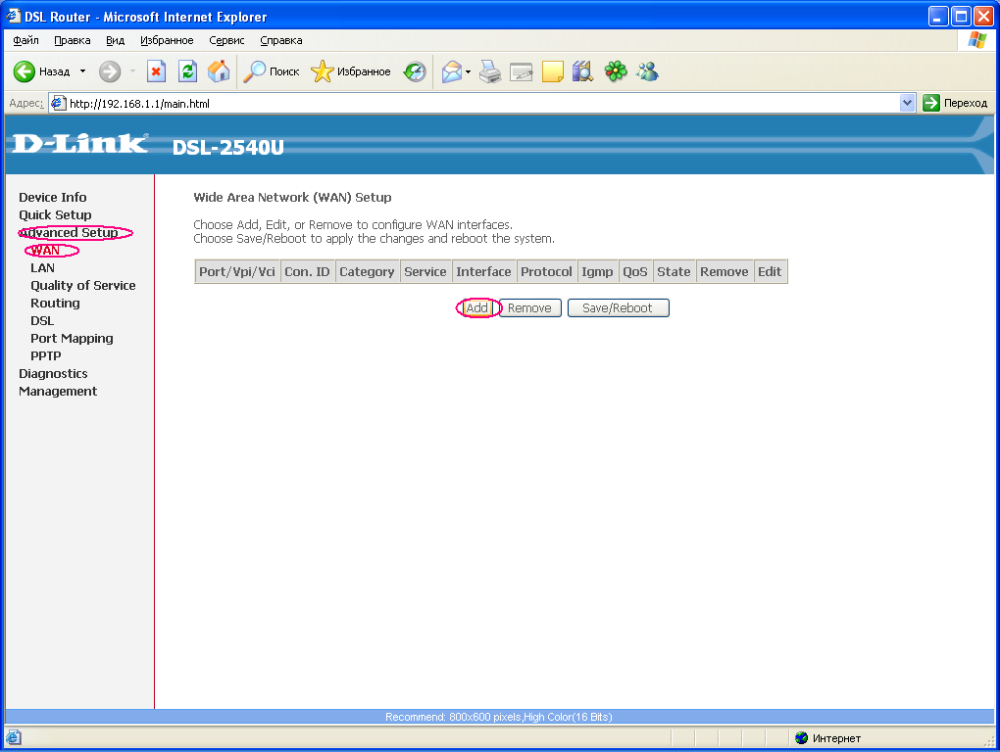 DSL Router - Microsoft Internet Explorer
Файл Правка Вид Избранное Сервис Справка
Назад Поиск Избранное
Адрес: http://192.168.1.1/main.html Переход
D-Link DSL-2540U
Device Info
Quick Setup
Advanced Setup
WAN
LAN
Quality of Service
Routing
DSL
Port Mapping
PPTP
Diagnostics
Management
Wide Area Network (WAN) Setup
Choose Add, Edit, or Remove to configure WAN interfaces.
Choose Save/Reboot to apply the changes and reboot the system.
Port/Vpi/Vci Con. ID Category Service Interface Protocol Igmp QoS State Remove Edit
Add Remove Save/Reboot
Recommend: 800x600 pixels,High Color(16 Bits)
Интернет